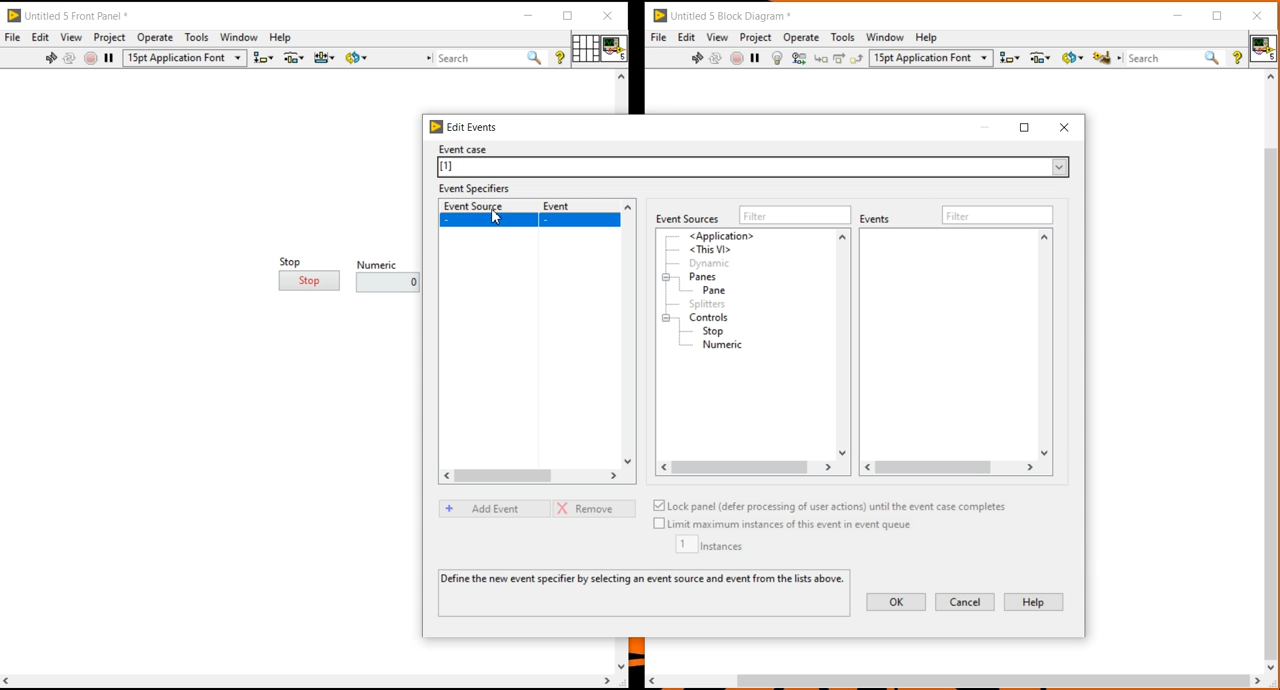 Untitled 5 Front Panel *
File Edit View Project Operate Tools Window Help
15pt Application Font Search
5
Stop
Stop
Numeric
0
Untitled 5 Block Diagram *
File Edit View Project Operate Tools Window Help
15pt Application Font Search
5
Edit Events
Event case
[1]
Event Specifiers
Event Source Event
- -
Event Sources Filter
<Application>
<This VI>
Dynamic
Panes
Pane
Splitters
Controls
Stop
Numeric
Events Filter
+ Add Event X Remove
Lock panel (defer processing of user actions) until the event case completes
Limit maximum instances of this event in event queue
1 Instances
Define the new event specifier by selecting an event source and event from the lists above.
OK Cancel Help